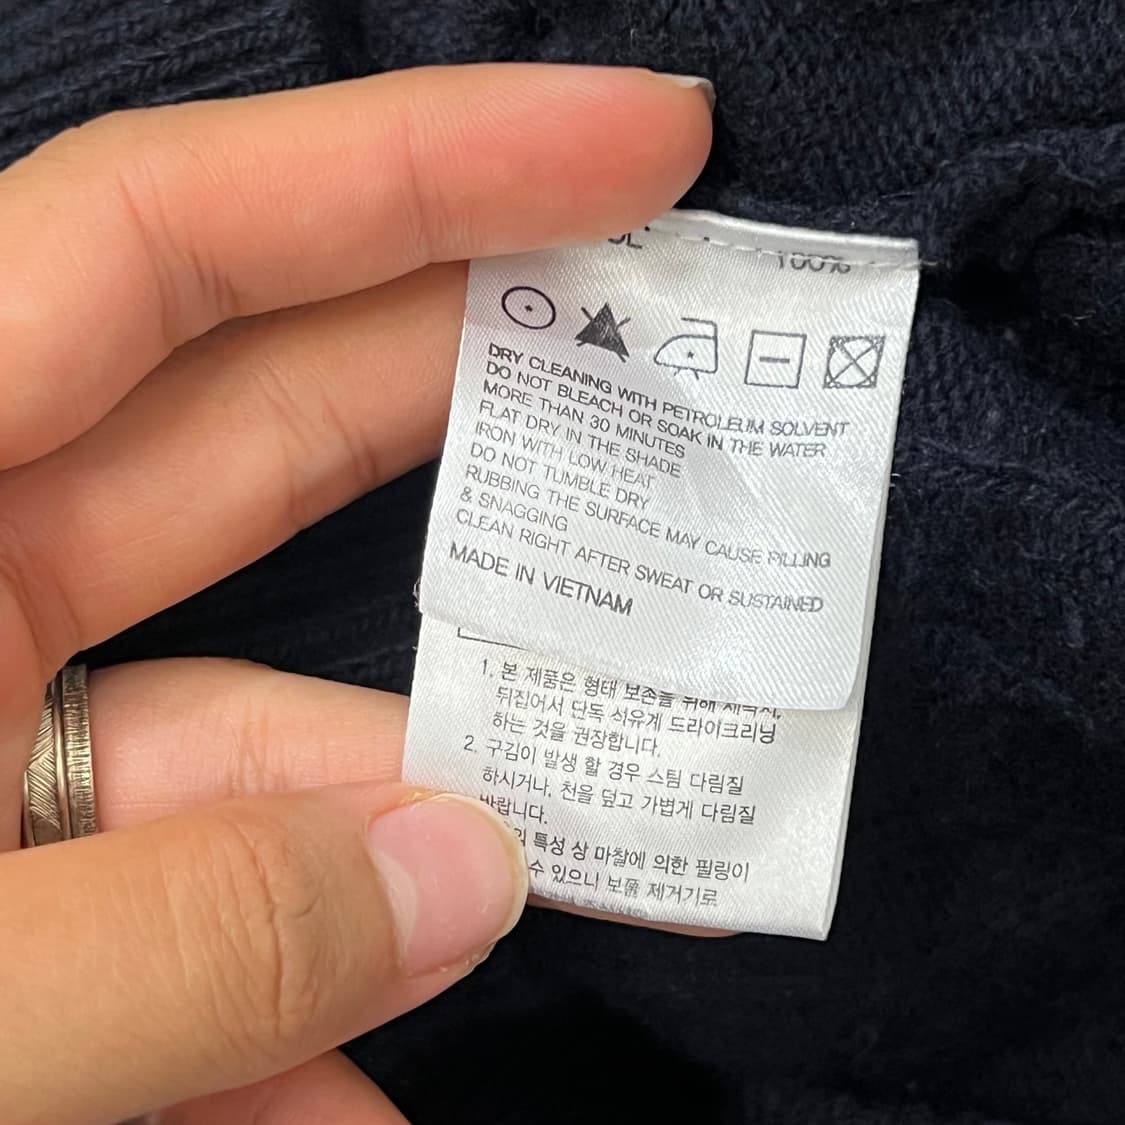 100%
DRY CLEANING WITH PETROLEUM SOLVENT
DO NOT BLEACH OR SOAK IN THE WATER
MORE THAN 30 MINUTES
FLAT DRY IN THE SHADE
IRON WITH LOW HEAT
DO NOT TUMBLE DRY
RUBBING THE SURFACE MAY CAUSE PILLING
& SNAGGING
CLEAN RIGHT AFTER SWEAT OR SUSTAINED
MADE IN VIETNAM
1. 본 제품은 형태 보존을 위해
뒤집어서 단독 석유계 드라이크리닝
하는 것을 권장합니다.
2. 구김이 발생 할 경우 스팀 다림질
하시거나, 천을 덮고 가볍게 다림질
바랍니다.
특성 상 마찰에 의한 필링이
수 있으니 보풀 제거기로